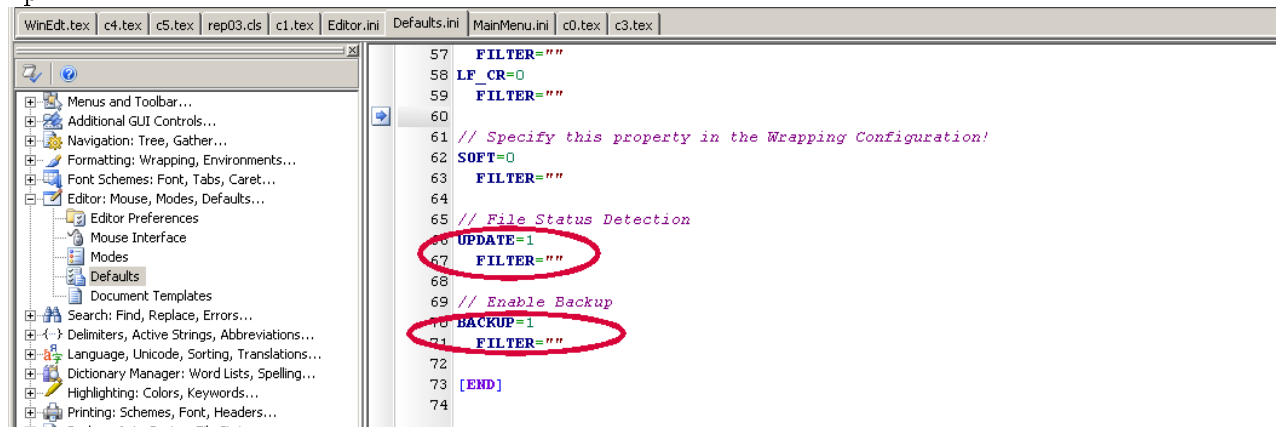 WinEdt.tex c4.tex c5.tex rep03.cls c1.tex Editor.ini Defaults.ini MainMenu.ini c0.tex c3.tex
Menus and Toolbar...
Additional GUI Controls...
Navigation: Tree, Gather...
Formatting: Wrapping, Environments...
Font Schemes: Font, Tabs, Caret...
Editor: Mouse, Modes, Defaults...
Editor Preferences
Mouse Interface
Modes
Defaults
Document Templates
Search: Find, Replace, Errors...
Delimiters, Active Strings, Abbreviations...
Language, Unicode, Sorting, Translations...
Dictionary Manager: Word Lists, Spelling...
Highlighting: Colors, Keywords...
Printing: Schemes, Font, Headers...
57 FILTER=""
58 LF_CR=0
59 FILTER=""
60
61 // Specify this property in the Wrapping Configuration!
62 SOFT=0
63 FILTER=""
64
65 // File Status Detection
66 UPDATE=1
67 FILTER=""
68
69 // Enable Backup
70 BACKUP=1
71 FILTER=""
72
73 [END]
74